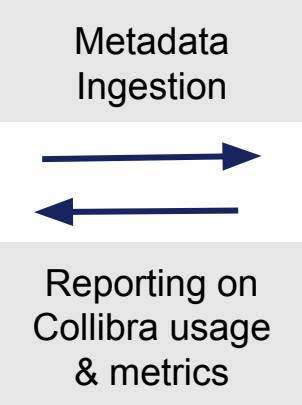 Metadata
Ingestion
Reporting on
Collibra usage
& metrics